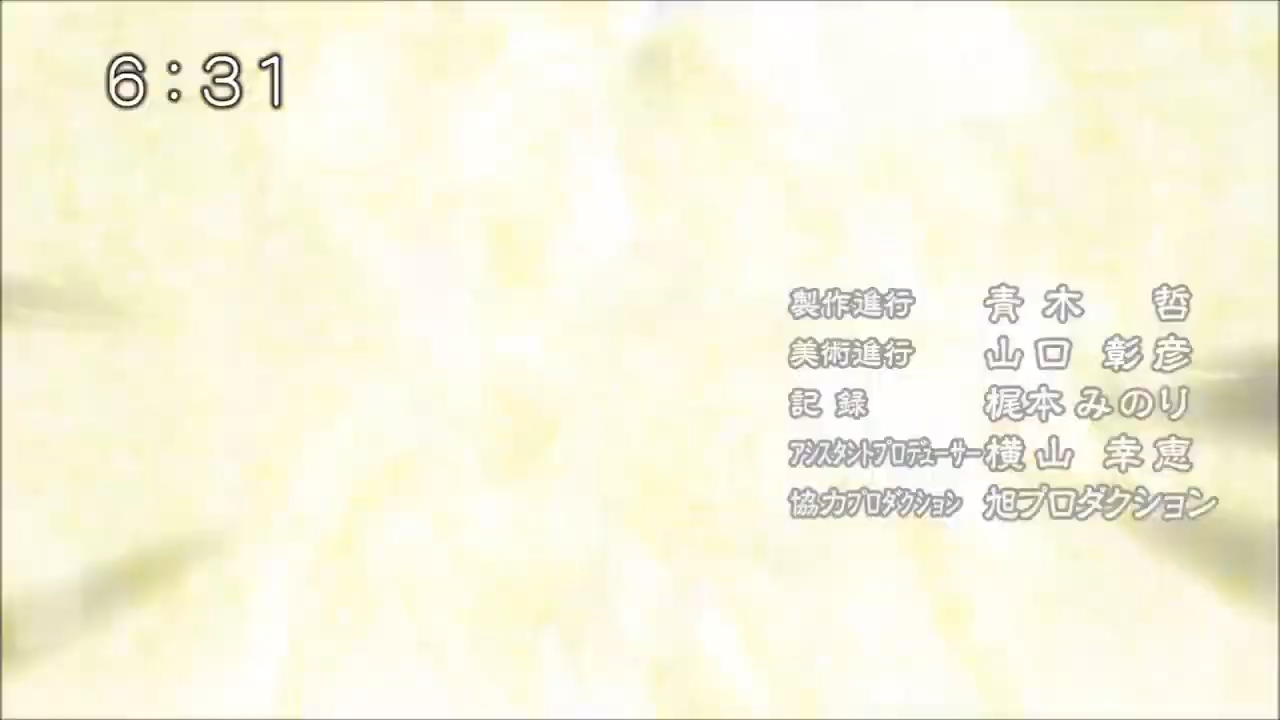 6:31
製作進行 青木 哲
美術進行 山口 彰彦
記録 梶本みのり
アシスタントプロデューサー 横山 幸恵
協力プロダクション 旭プロダクション